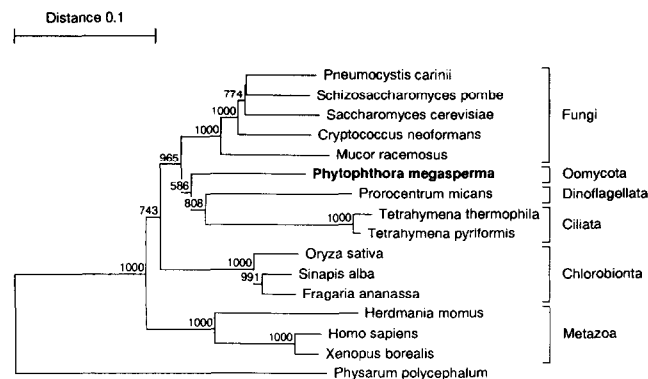 Distance 0.1
Pneumocystis carinii
774
Schizosaccharomyces pombe
1000
Saccharomyces cerevisiae
Fungi
1000
Cryptococcus neoformans
965
Mucor racemosus
586
Phytophthora megasperma
Oomycota
808
Prorocentrum micans
Dinoflagellata
743
1000
Tetrahymena thermophila
Tetrahymena pyriformis
Ciliata
Oryza sativa
1000
991
Sinapis alba
Chlorobionta
1000
Fragaria ananassa
Herdmania momus
1000
1000
Homo sapiens
Metazoa
Xenopus borealis
Physarum polycephalum